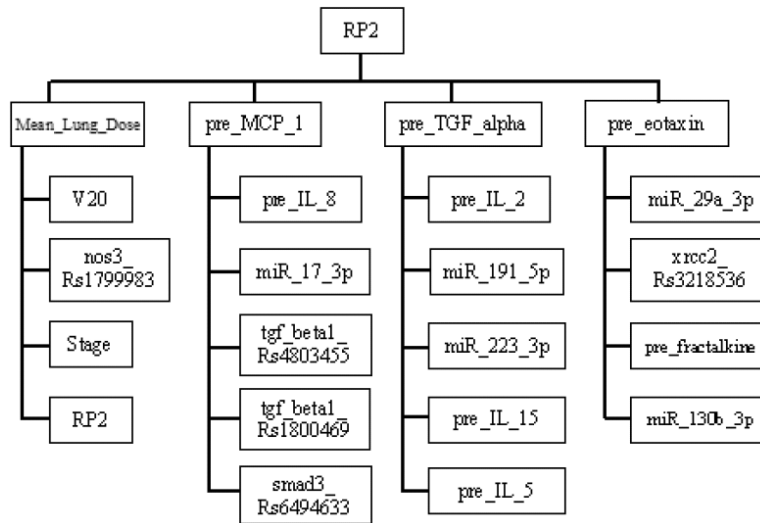 RP2
Mean_Lung_Dose
pre_MCP_1
pre_TGF_alpha
pre_eotaxin
V20
nos3_
Rs1799983
Stage
RP2
pre_IL_8
miR_17_3p
tgf_beta1_
Rs4803455
tgf_beta1_
Rs1800469
smad3_
Rs6494633
pre_IL_2
miR_191_5p
miR_223_3p
pre_IL_15
pre_IL_5
miR_29a_3p
xrcc2_
Rs3218536
pre_fractalkine
miR_130b_3p